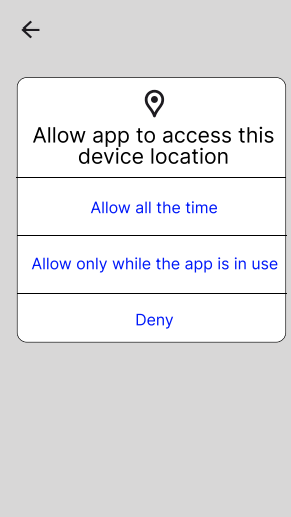 Allow app to access this
device location
Allow all the time
Allow only while the app is in use
Deny